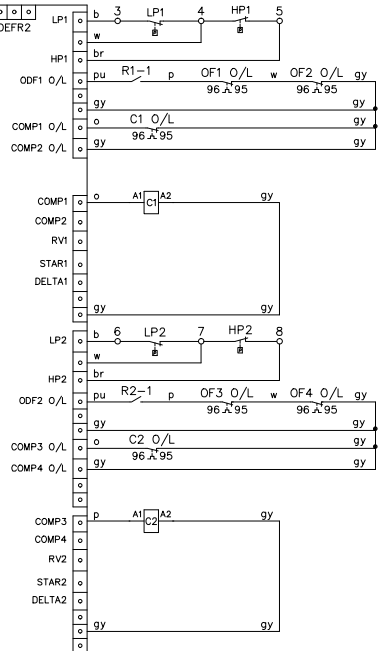 DEFR2
LP1 b 3 LP1 4 HP1 5
w
HP1 br
ODF1 O/L pu R1-1 p OF1 O/L w OF2 O/L gy
96 95 96 95
gy gy
COMP1 O/L o C1 O/L gy
96 95
COMP2 O/L gy gy
COMP1 o A1 C1 A2 gy
COMP2
RV1
STAR1
DELTA1
gy gy
LP2 b 6 LP2 7 HP2 8
w
HP2 br
ODF2 O/L pu R2-1 p OF3 O/L w OF4 O/L gy
96 95 96 95
gy gy
COMP3 O/L o C2 O/L gy
96 95
COMP4 O/L gy gy
COMP3 p A1 C2 A2 gy
COMP4
RV2
STAR2
DELTA2
gy gy